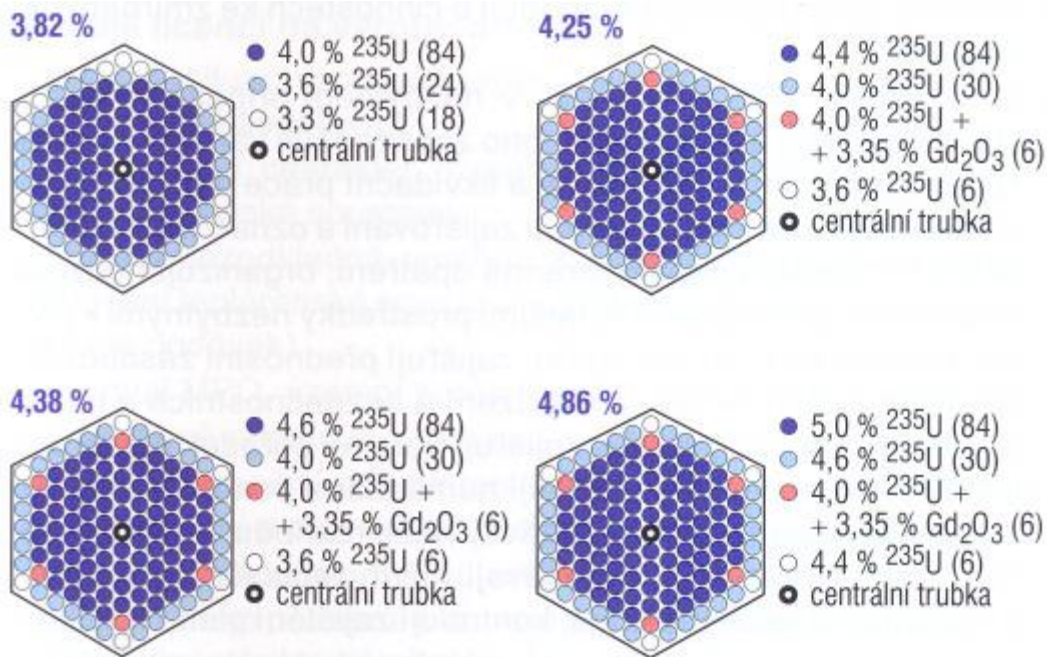 3,82 %
4,0 % ²³⁵U (84)
3,6 % ²³⁵U (24)
3,3 % ²³⁵U (18)
centrální trubka
4,25 %
4,4 % ²³⁵U (84)
4,0 % ²³⁵U (30)
4,0 % ²³⁵U +
+ 3,35 % Gd₂O₃ (6)
3,6 % ²³⁵U (6)
centrální trubka
4,38 %
4,6 % ²³⁵U (84)
4,0 % ²³⁵U (30)
4,0 % ²³⁵U +
+ 3,35 % Gd₂O₃ (6)
3,6 % ²³⁵U (6)
centrální trubka
4,86 %
5,0 % ²³⁵U (84)
4,6 % ²³⁵U (30)
4,0 % ²³⁵U +
+ 3,35 % Gd₂O₃ (6)
4,4 % ²³⁵U (6)
centrální trubka